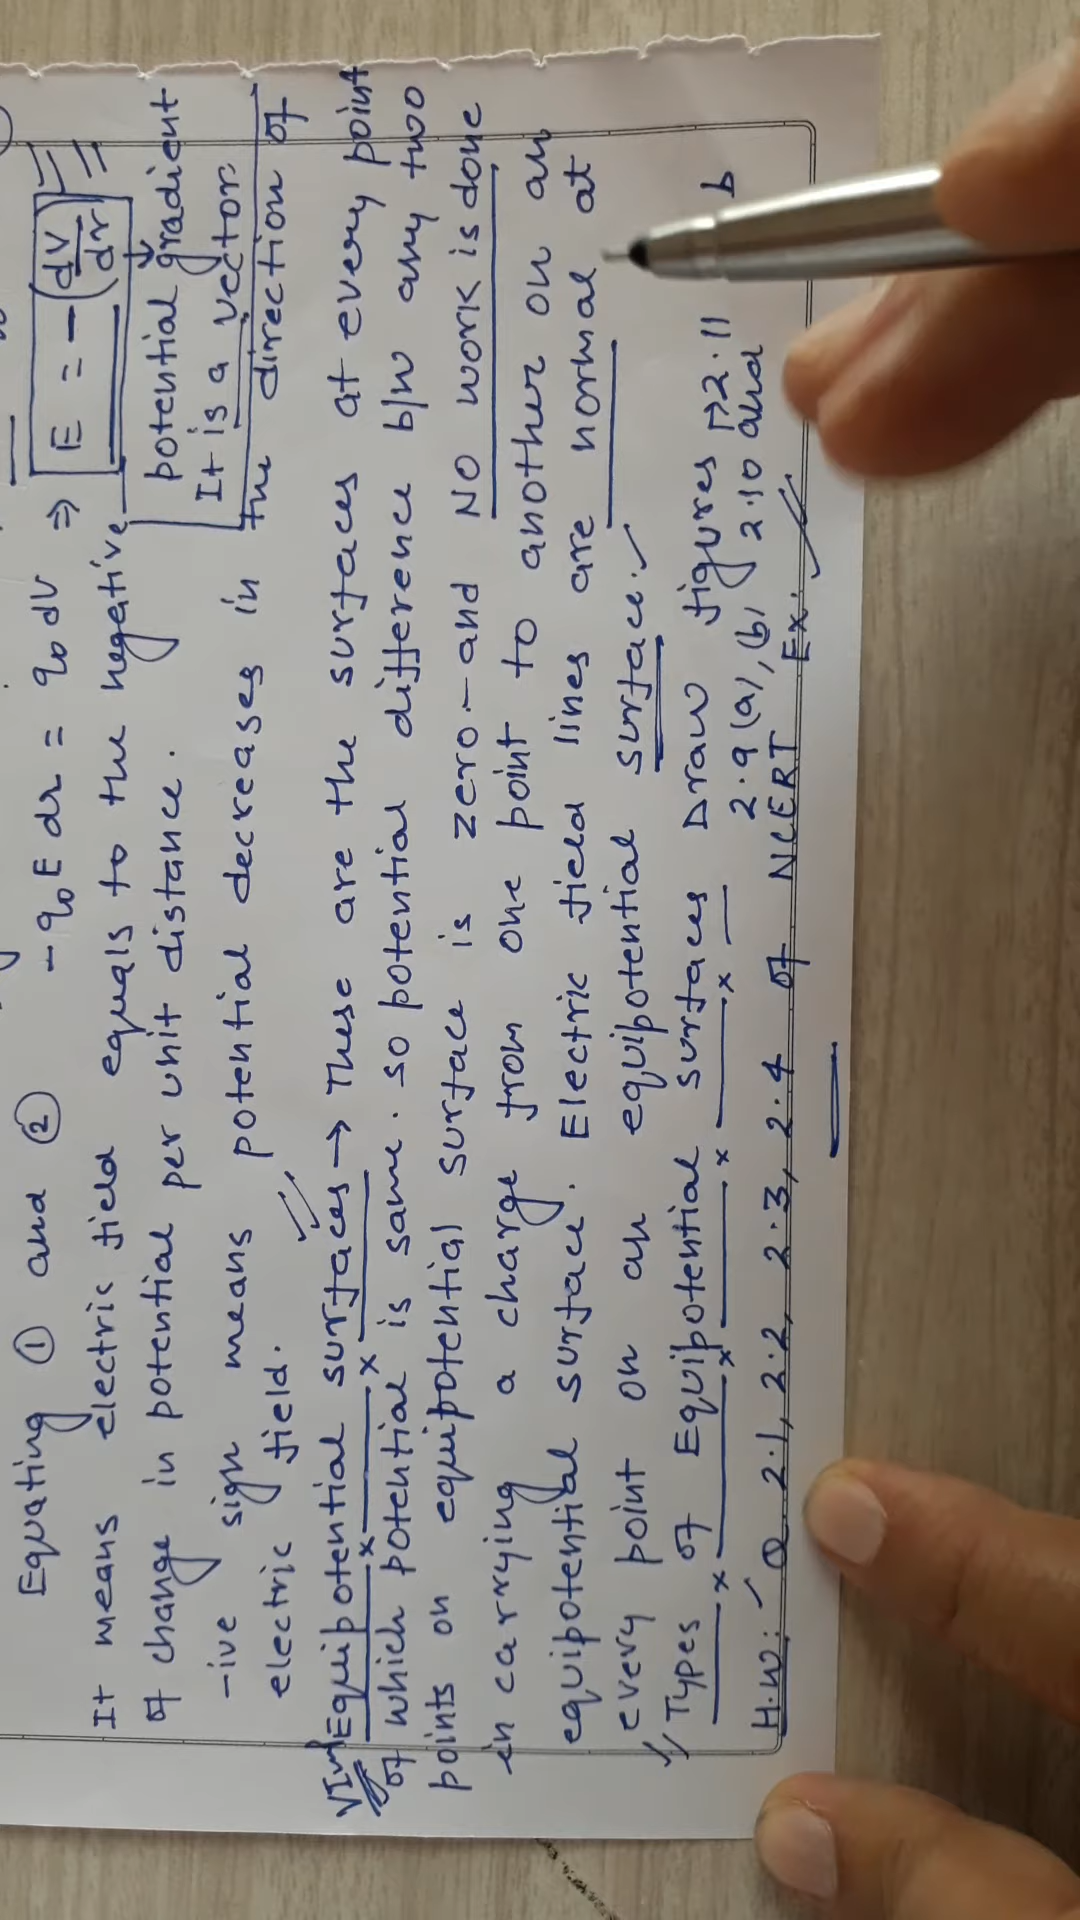 Equating ① and ② - q₀E dr = q₀ dV ⇒ E = -(dV/dr)
It means electric field equals to the negative potential gradient
of change in potential per unit distance. It is a vector
-ive sign means potential decreases in the direction of
electric field.
VImp Equipotential surfaces → These are the surfaces at every point
of which potential is same. so potential difference b/w any two
points on equipotential surface is zero.- and No work is done
in carrying a charge from one point to another on an
equipotential surface. Electric field lines are normal at
every point on an equipotential surface.
Types of Equipotential surfaces Draw figures 2.11 b
2.9 (a), (b), 2.10 and
H.W: Q 2.1, 2.2, 2.3, 2.4 of NCERT Ex.